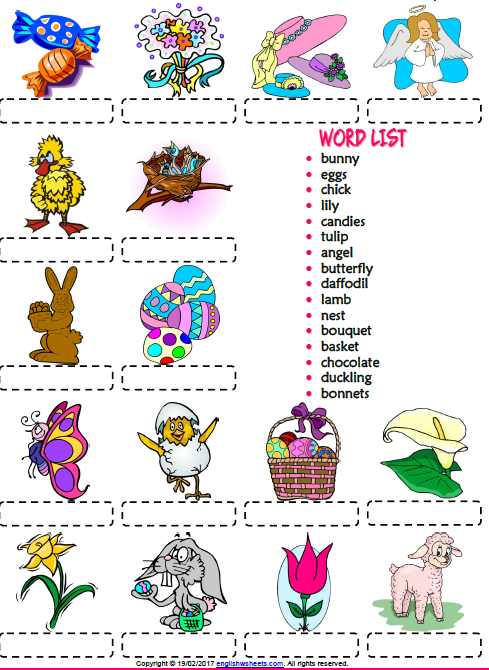 WORD LIST
• bunny
• eggs
• chick
• lily
• candies
• tulip
• angel
• butterfly
• daffodil
• lamb
• nest
• bouquet
• basket
• chocolate
• duckling
• bonnets
Copyright © 19/02/2017 englishwsheets.com. All rights reserved.